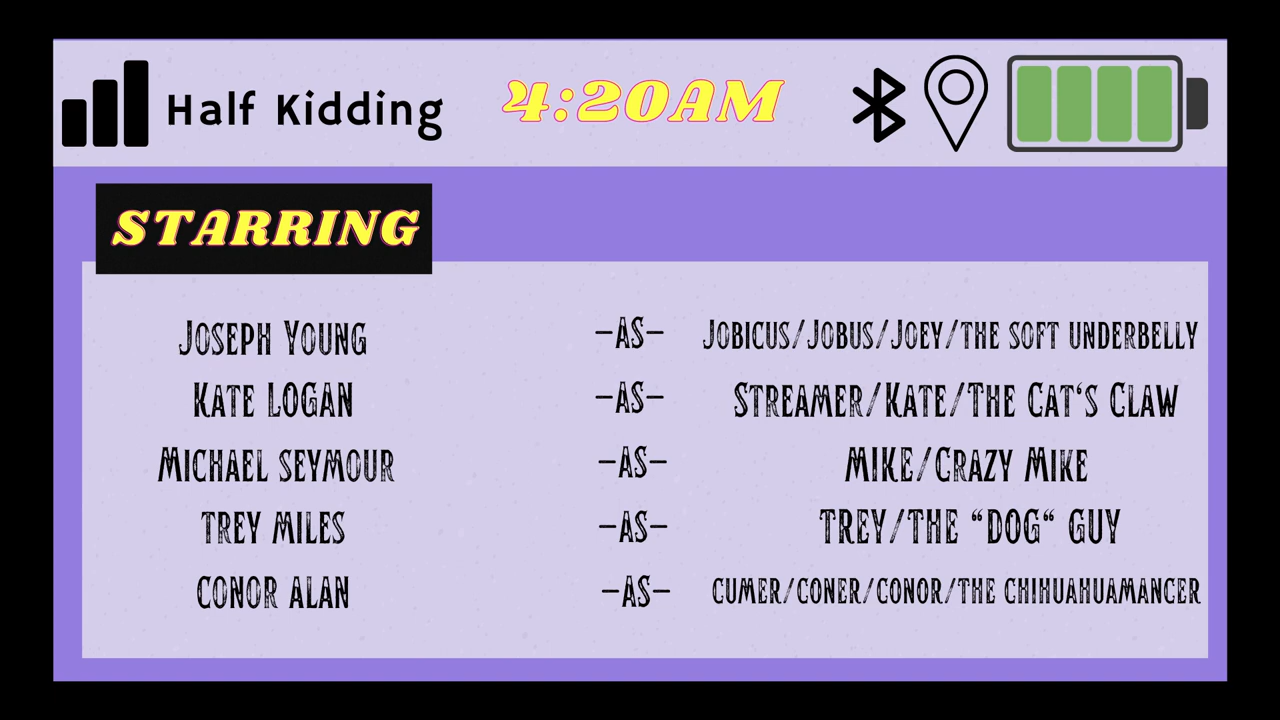 Half Kidding 4:20AM
STARRING
JOSEPH YOUNG -AS- JOBICUS/JOBUS/JOEY/THE SOFT UNDERBELLY
KATE LOGAN -AS- STREAMER/KATE/THE CAT'S CLAW
MICHAEL SEYMOUR -AS- MIKE/CRAZY MIKE
TREY MILES -AS- TREY/THE "DOG" GUY
CONOR ALAN -AS- CUMER/CONER/CONOR/THE CHIHUAHUAMANCER